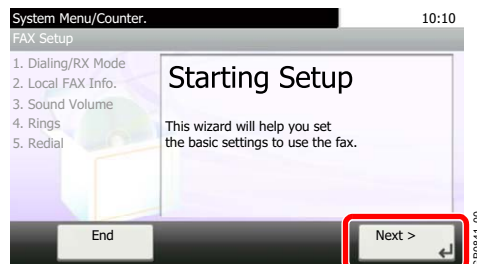 System Menu/Counter.
10:10
FAX Setup
1. Dialing/RX Mode
2. Local FAX Info.
3. Sound Volume
4. Rings
5. Redial
Starting Setup
This wizard will help you set
the basic settings to use the fax.
End
Next >